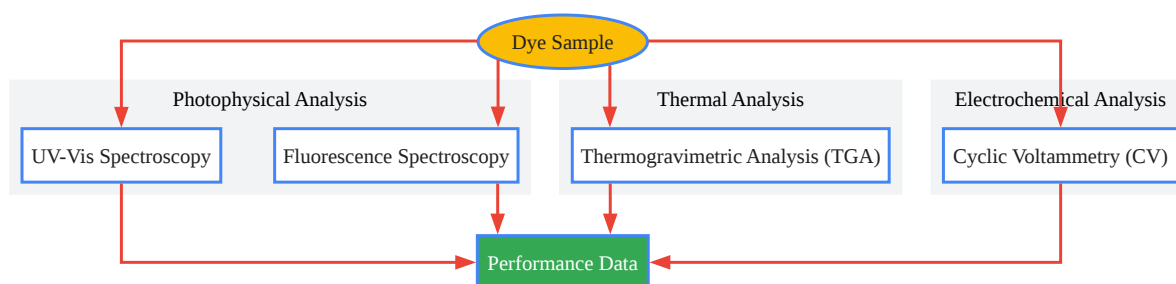 Dye Sample
Photophysical Analysis
Thermal Analysis
Electrochemical Analysis
UV-Vis Spectroscopy
Fluorescence Spectroscopy
Thermogravimetric Analysis (TGA)
Cyclic Voltammetry (CV)
Performance Data